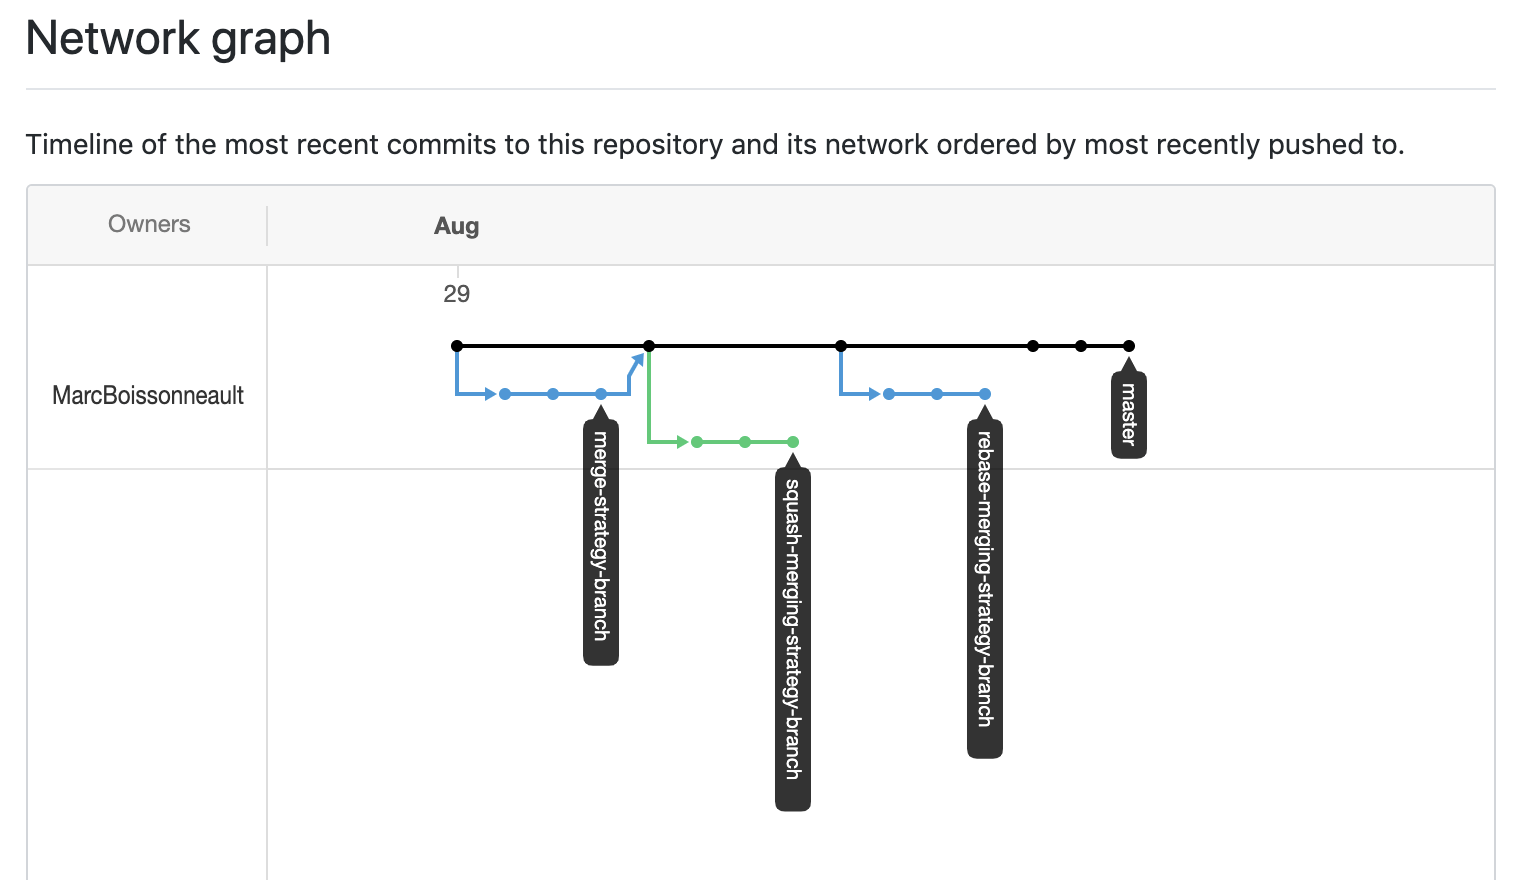 Network graph
Timeline of the most recent commits to this repository and its network ordered by most recently pushed to.
Owners
Aug
29
MarcBoissonneault
merge-strategy-branch
squash-merging-strategy-branch
rebase-merging-strategy-branch
master